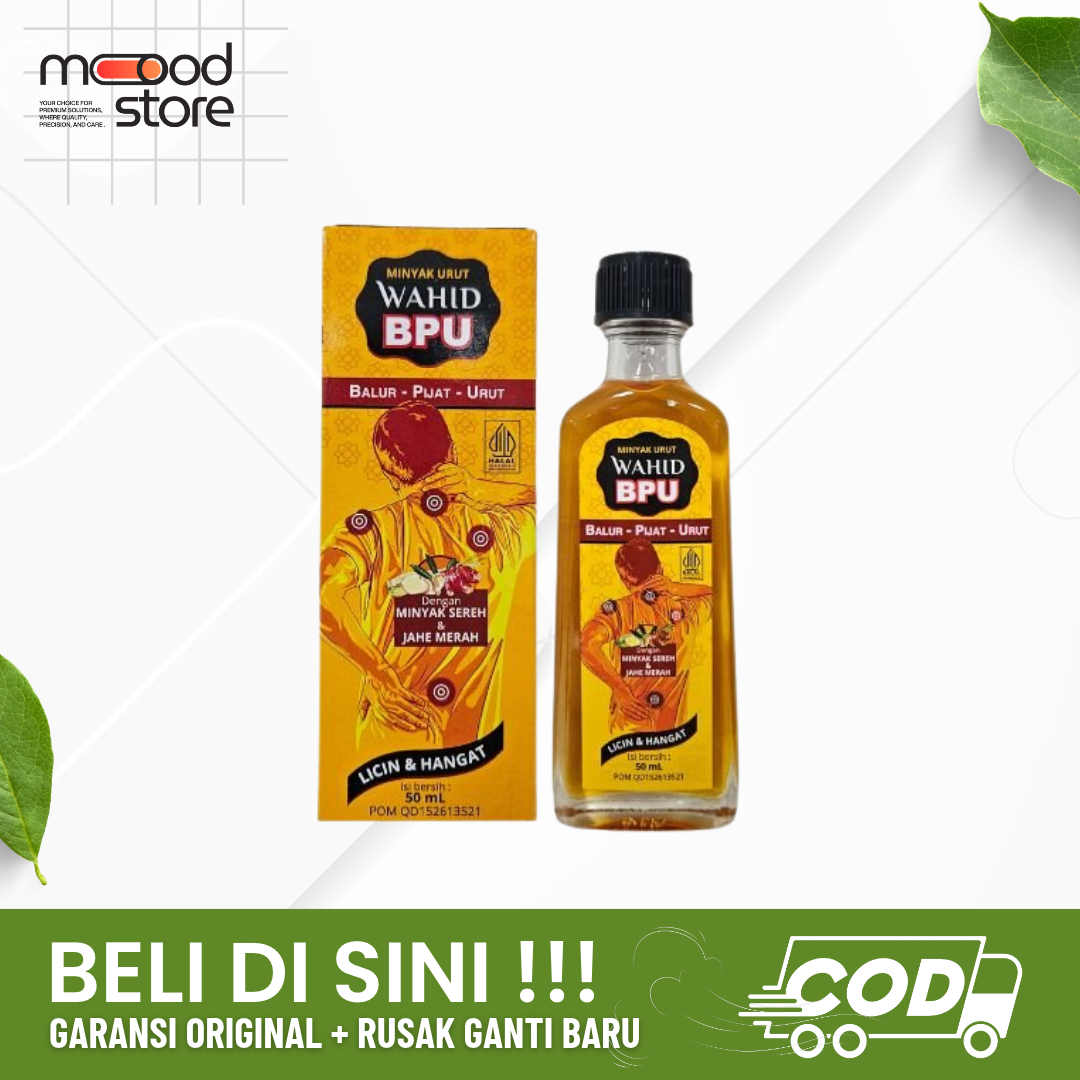 mood
store
YOUR CHOICE FOR
PREMIUM SOLUTIONS,
WHERE QUALITY,
PRECISION, AND CARE.
MINYAK URUT
WAHID
BPU
BALUR - PIJAT - URUT
HALAL
Dengan
MINYAK SEREH
&
JAHE MERAH
LICIN & HANGAT
Isi bersih :
50 mL
POM QD152613521
MINYAK URUT
WAHID
BPU
BALUR - PIJAT - URUT
Dengan
MINYAK SEREH
&
JAHE MERAH
LICIN & HANGAT
Isi bersih :
50 mL
POM QD152613521
BELI DI SINI !!!
GARANSI ORIGINAL + RUSAK GANTI BARU
COD